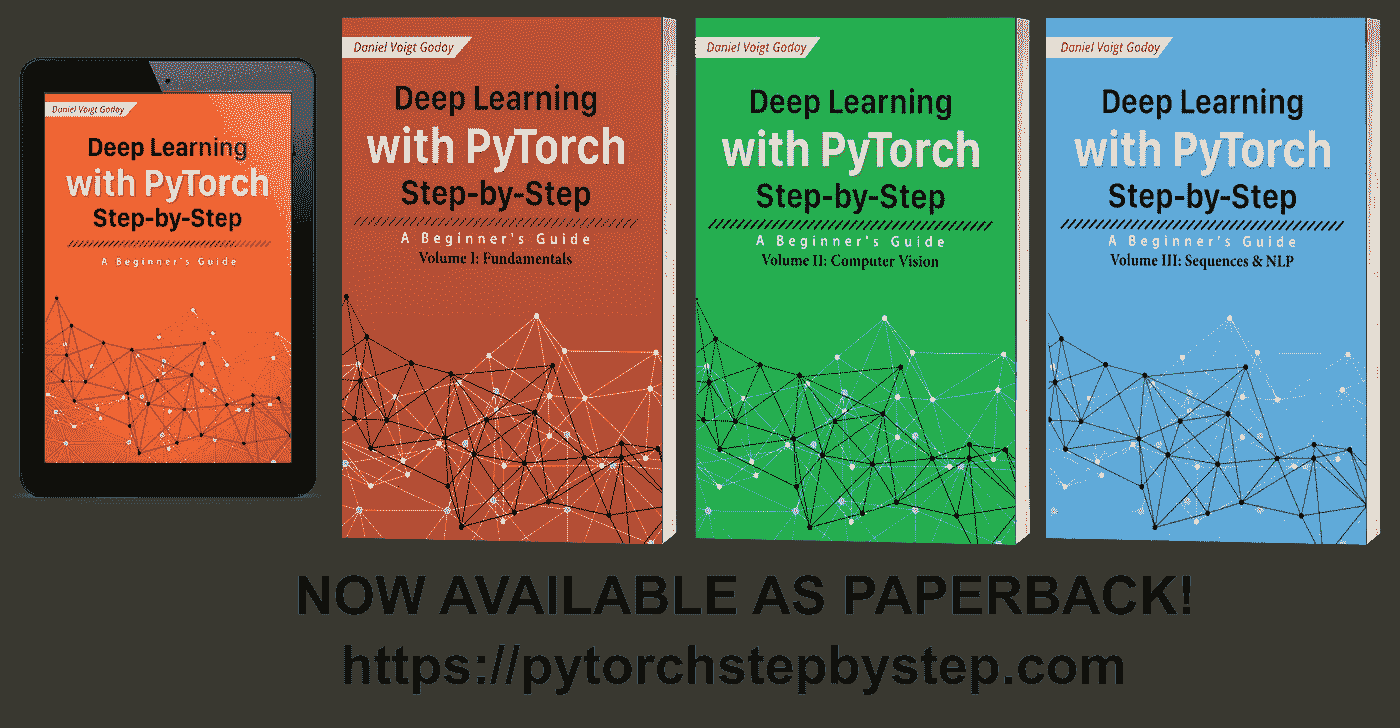 Daniel Voigt Godoy
Deep Learning
with PyTorch
Step-by-Step
A Beginner's Guide
Daniel Voigt Godoy
Deep Learning
with PyTorch
Step-by-Step
A Beginner's Guide
Volume I: Fundamentals
Daniel Voigt Godoy
Deep Learning
with PyTorch
Step-by-Step
A Beginner's Guide
Volume II: Computer Vision
Daniel Voigt Godoy
Deep Learning
with PyTorch
Step-by-Step
A Beginner's Guide
Volume III: Sequences & NLP
NOW AVAILABLE AS PAPERBACK!
https://pytorchstepbystep.com